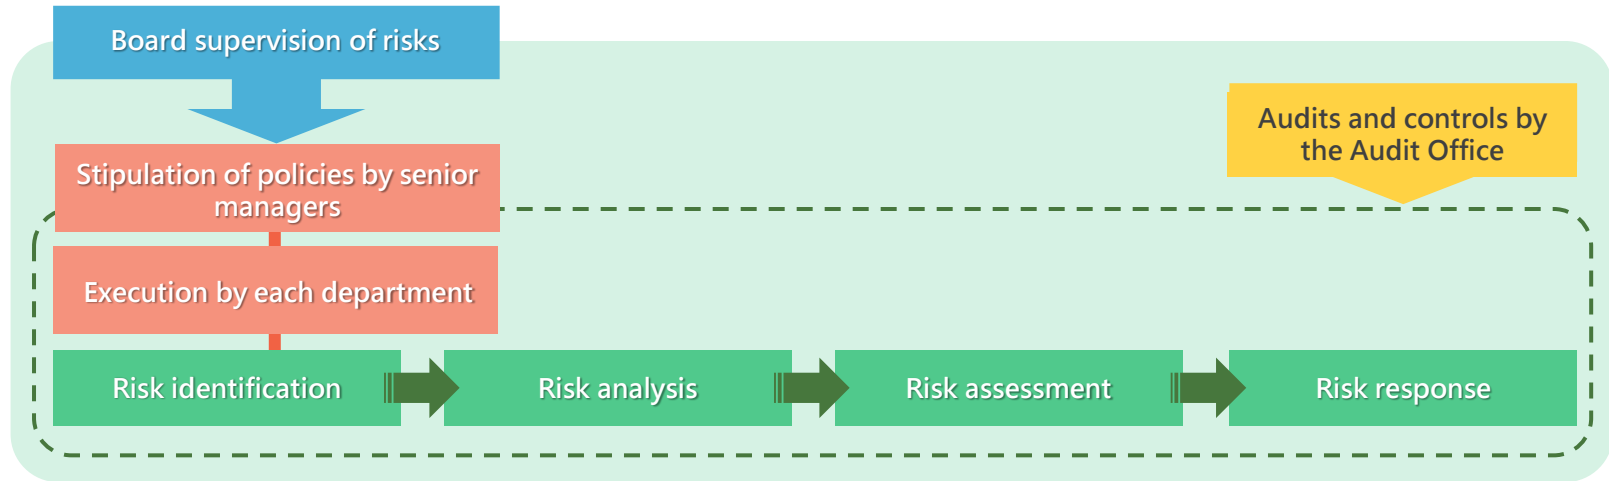 Board supervision of risks
Audits and controls by
the Audit Office
Stipulation of policies by senior
managers
Execution by each department
Risk identification
Risk analysis
Risk assessment
Risk response